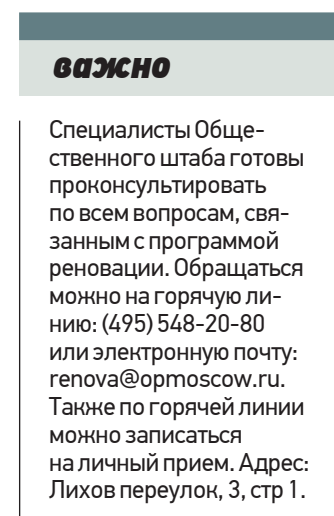 важно
Специалисты Обще-
ственного штаба готовы
проконсультировать
по всем вопросам, свя-
занным с программой
реновации. Обращаться
можно на горячую ли-
нию: (495) 548-20-80
или электронную почту:
renova@opmoscow.ru.
Также по горячей линии
можно записаться
на личный прием. Адрес:
Лихов переулок, 3, стр 1.